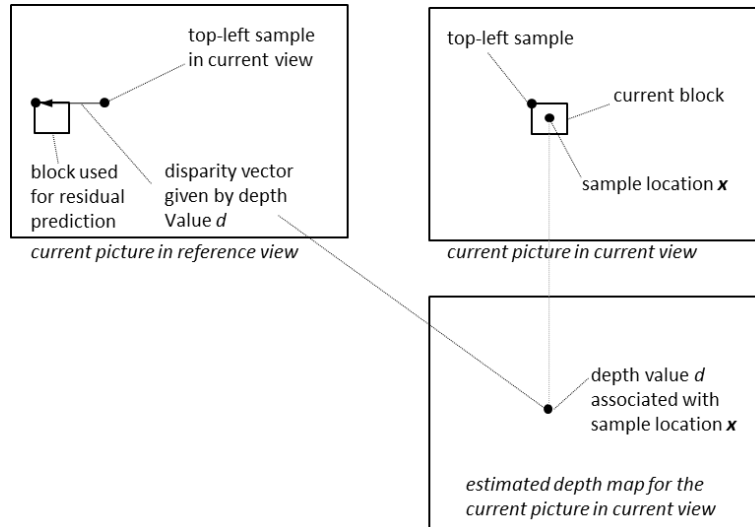 top-left sample
in current view
block used
for residual
prediction
disparity vector
given by depth
Value d
current picture in reference view
top-left sample
current block
sample location x
current picture in current view
depth value d
associated with
sample location x
estimated depth map for the
current picture in current view